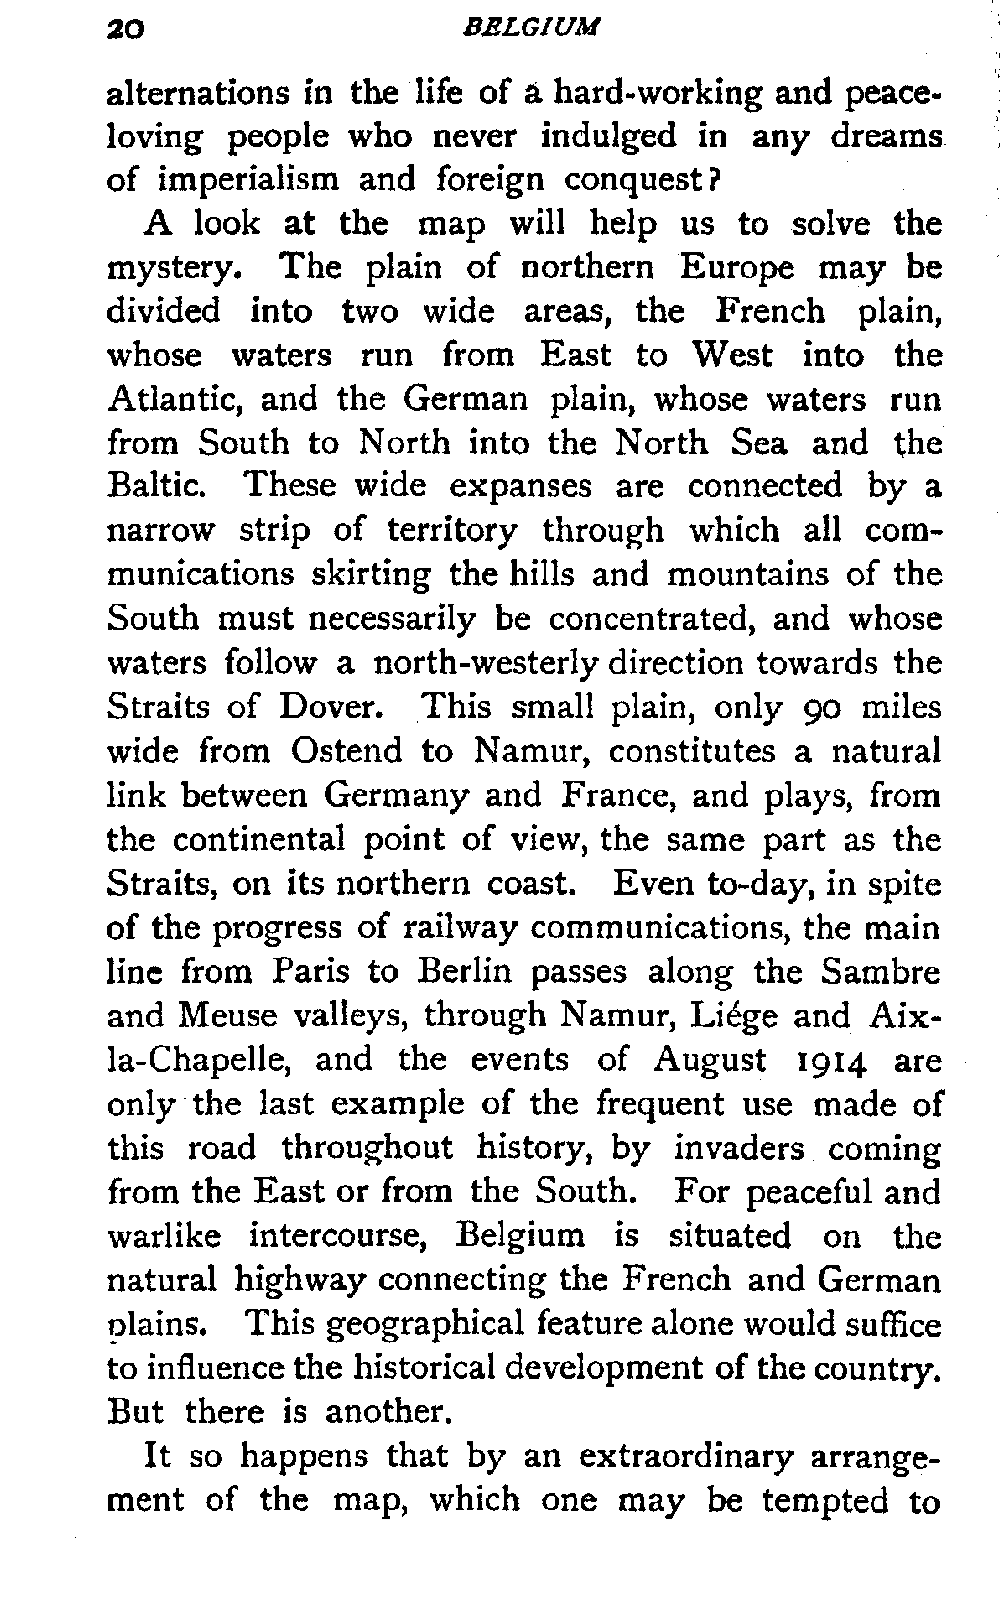 20 BELGIUM
alternations in the life of a hard-working and peace-
loving people who never indulged in any dreams
of imperialism and foreign conquest?
A look at the map will help us to solve the
mystery. The plain of northern Europe may be
divided into two wide areas, the French plain,
whose waters run from East to West into the
Atlantic, and the German plain, whose waters run
from South to North into the North Sea and the
Baltic. These wide expanses are connected by a
narrow strip of territory through which all com-
munications skirting the hills and mountains of the
South must necessarily be concentrated, and whose
waters follow a north-westerly direction towards the
Straits of Dover. This small plain, only 90 miles
wide from Ostend to Namur, constitutes a natural
link between Germany and France, and plays, from
the continental point of view, the same part as the
Straits, on its northern coast. Even to-day, in spite
of the progress of railway communications, the main
line from Paris to Berlin passes along the Sambre
and Meuse valleys, through Namur, Liége and Aix-
la-Chapelle, and the events of August 1914 are
only the last example of the frequent use made of
this road throughout history, by invaders coming
from the East or from the South. For peaceful and
warlike intercourse, Belgium is situated on the
natural highway connecting the French and German
plains. This geographical feature alone would suffice
to influence the historical development of the country.
But there is another.
It so happens that by an extraordinary arrange-
ment of the map, which one may be tempted to